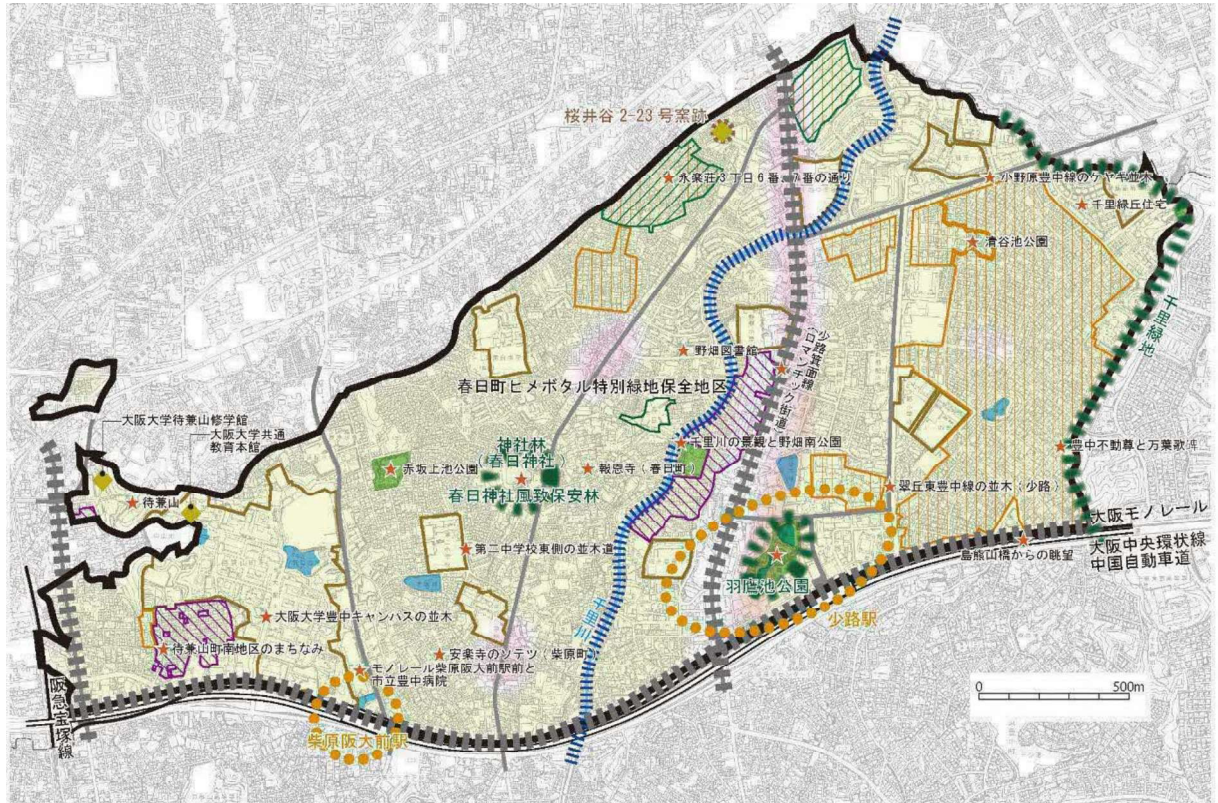 桜井谷2-23号窯跡
永楽荘3丁目6番、7番の通り
小野原豊中線のケヤキ並木
千里緑丘住宅
清谷池公園
千里緑地
少路箕面線
（ロマンチック街道）
野畑図書館
春日町ヒメボタル特別緑地保全地区
大阪大学待兼山修学館
大阪大学共通
教育本館
神社林
（春日神社）
千里川の景観と野畑南公園
豊中不動尊と万葉歌碑
赤坂上池公園
報恩寺（春日町）
春日神社風致保安林
翠丘東豊中線の並木（少路）
待兼山
大阪モノレール
大阪中央環状線
中国自動車道
島熊山橋からの眺望
第二中学校東側の並木道
羽鷹池公園
大阪大学豊中キャンパスの並木
千里川
少路駅
待兼山町南地区のまちなみ
安楽寺のソテツ（柴原町）
モノレール柴原阪大前駅前と
市立豊中病院
阪急宝塚線
柴原阪大前駅
0 500m